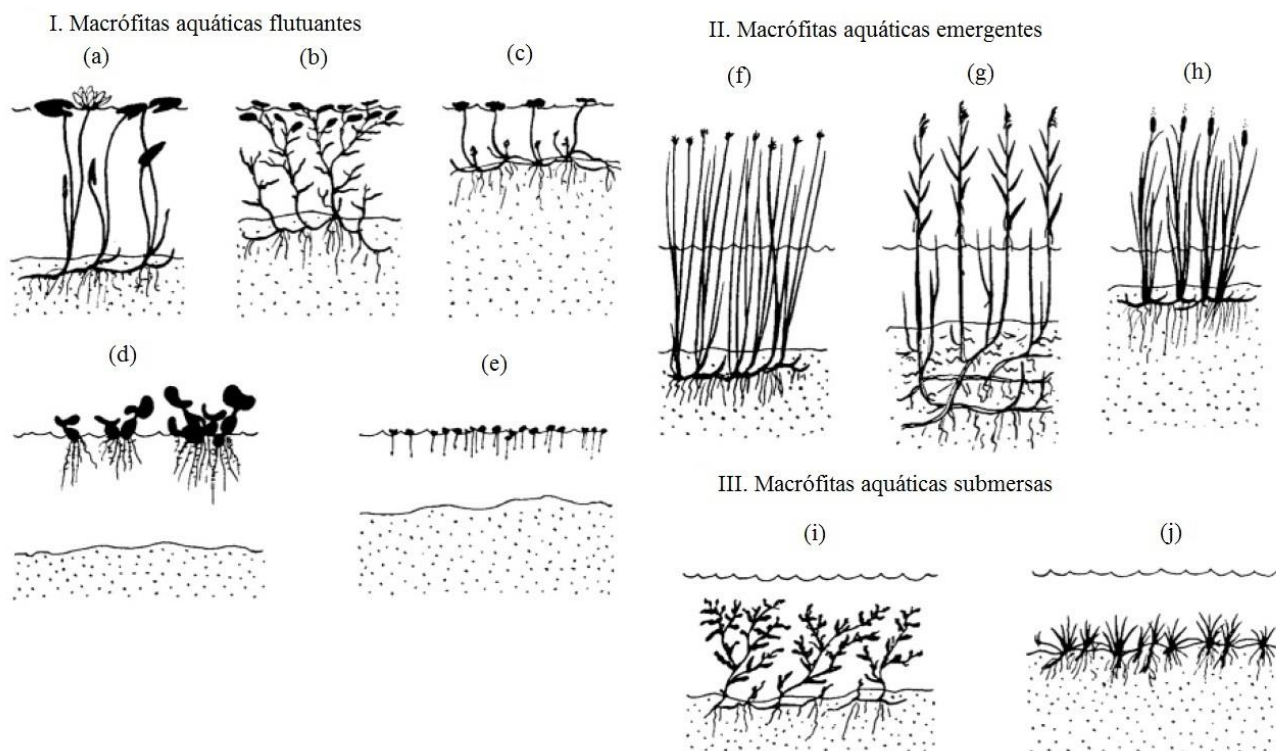 I. Macrófitas aquáticas flutuantes
(a)
(b)
(c)
(d)
(e)
II. Macrófitas aquáticas emergentes
(f)
(g)
(h)
III. Macrófitas aquáticas submersas
(i)
(j)